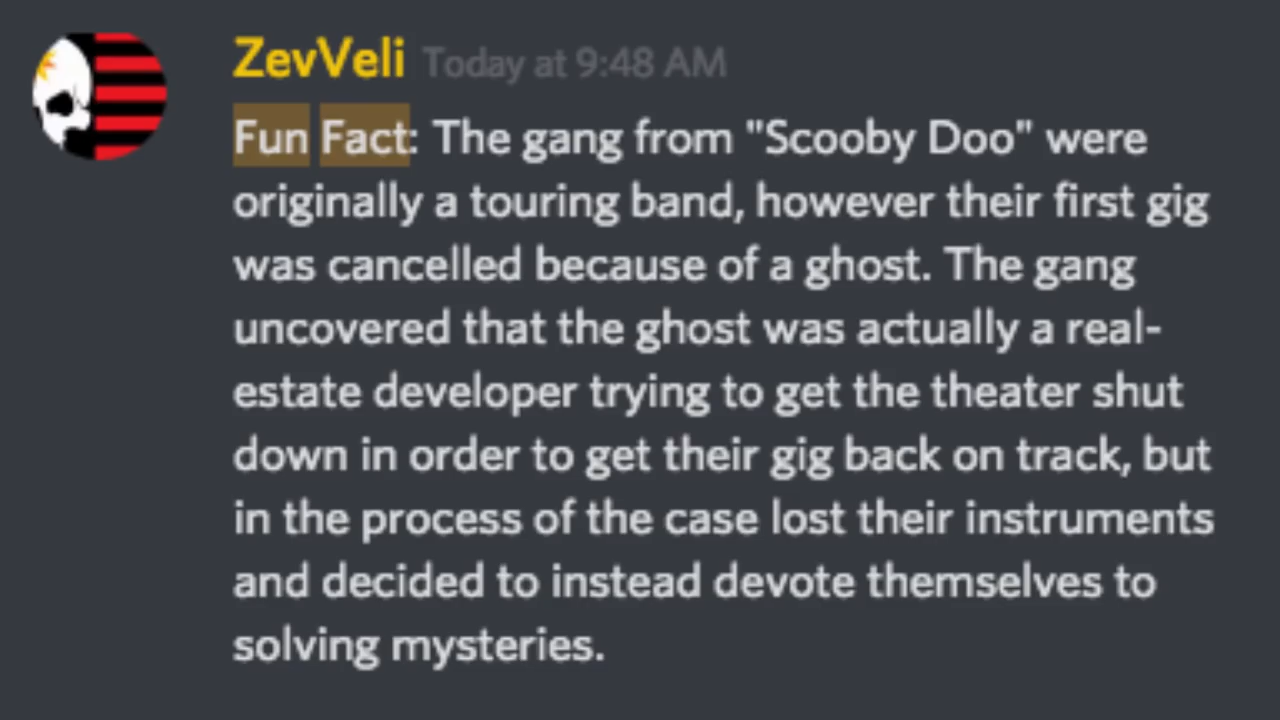 ZevVeli Today at 9:48 AM
Fun Fact: The gang from "Scooby Doo" were
originally a touring band, however their first gig
was cancelled because of a ghost. The gang
uncovered that the ghost was actually a real-
estate developer trying to get the theater shut
down in order to get their gig back on track, but
in the process of the case lost their instruments
and decided to instead devote themselves to
solving mysteries.